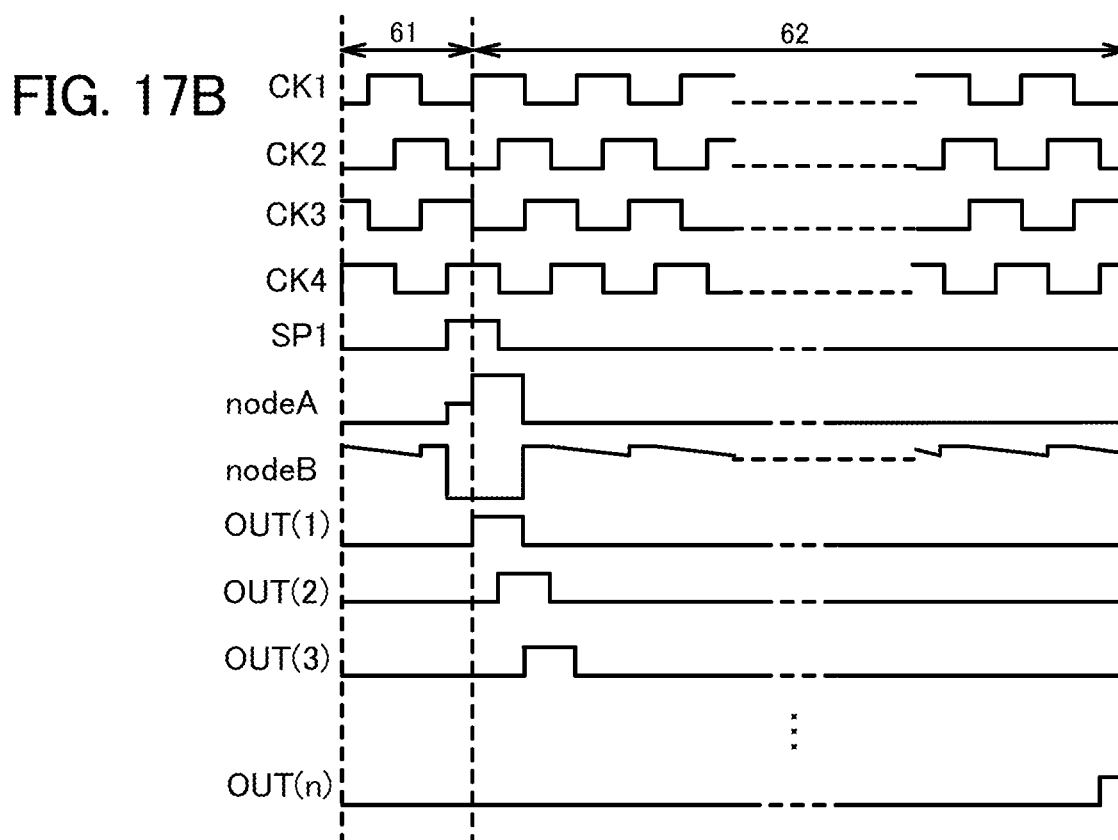 61
62
FIG. 17B
CK1
CK2
CK3
CK4
SP1
nodeA
nodeB
OUT(1)
OUT(2)
OUT(3)
OUT(n)